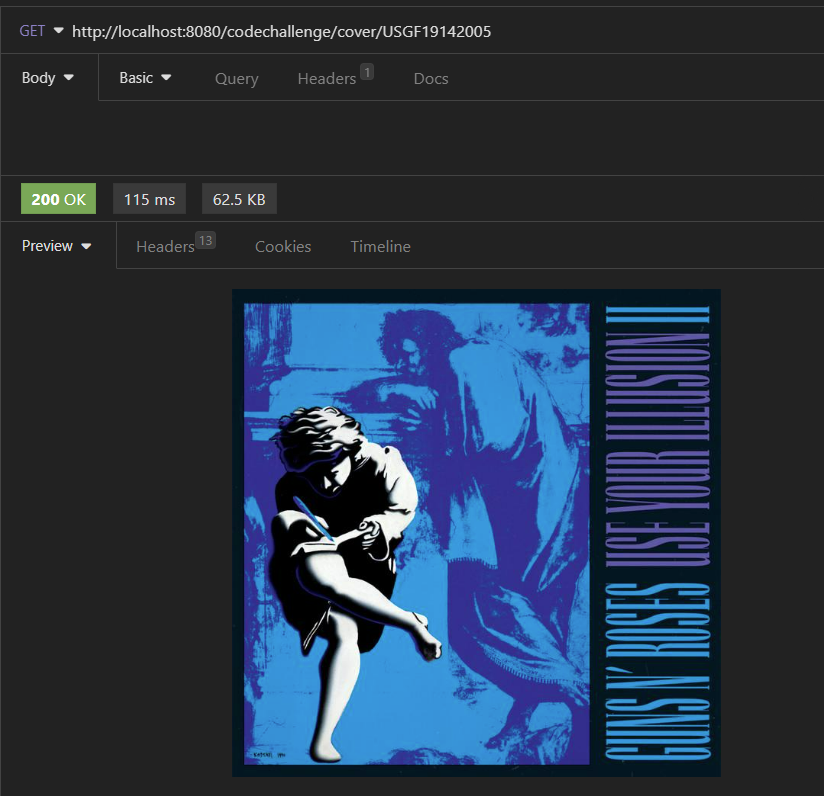 GET http://localhost:8080/codechallenge/cover/USGF19142005
Body Basic Query Headers 1 Docs
200 OK 115 ms 62.5 KB
Preview Headers 13 Cookies Timeline
GUNS N' ROSES USE YOUR ILLUSION II